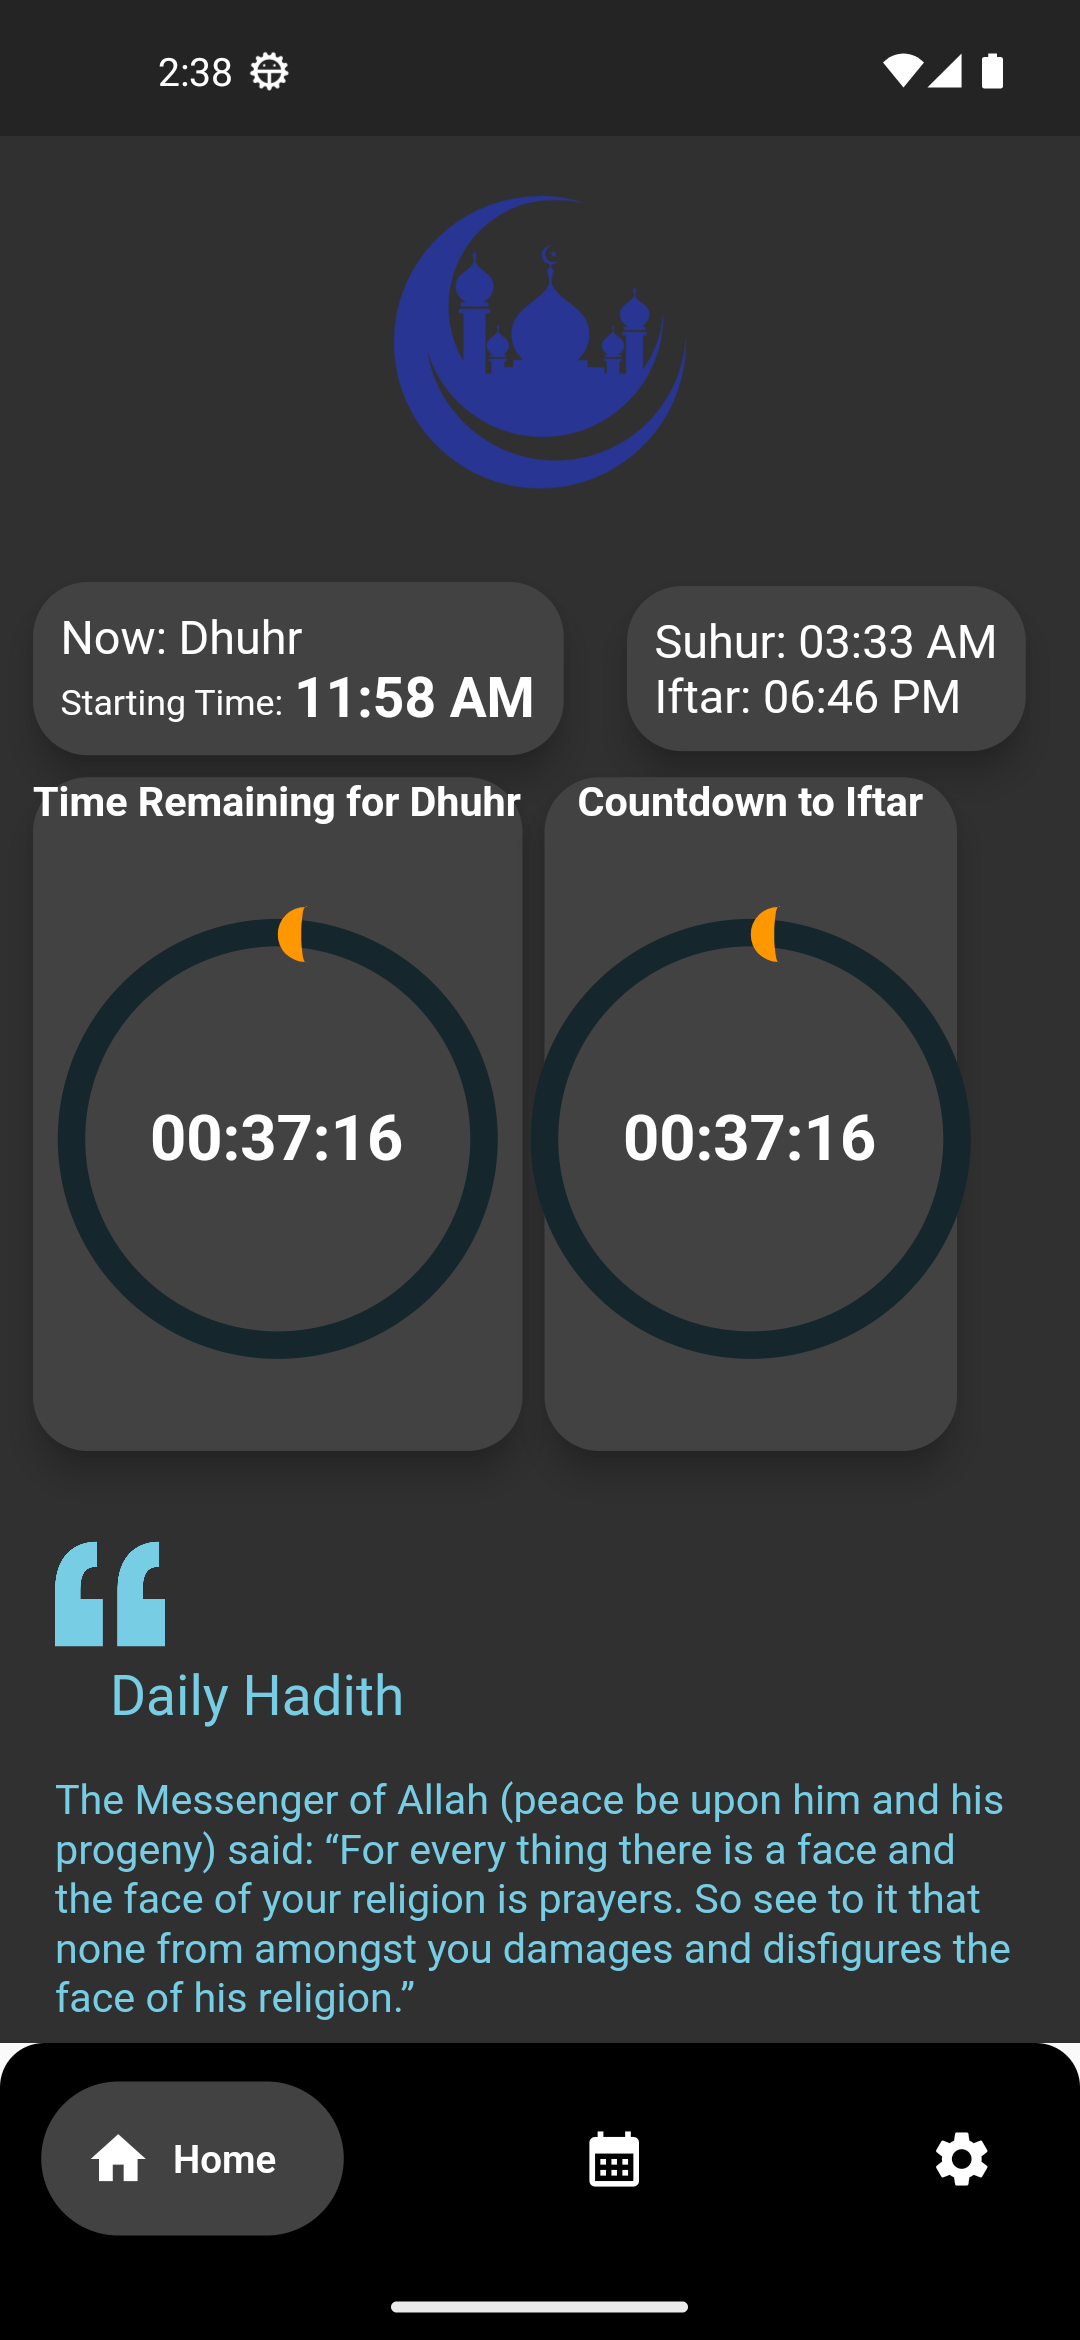 2:38
Now: Dhuhr
Starting Time: 11:58 AM
Suhur: 03:33 AM
Iftar: 06:46 PM
Time Remaining for Dhuhr
00:37:16
Countdown to Iftar
00:37:16
Daily Hadith
The Messenger of Allah (peace be upon him and his
progeny) said: “For every thing there is a face and
the face of your religion is prayers. So see to it that
none from amongst you damages and disfigures the
face of his religion.”
Home